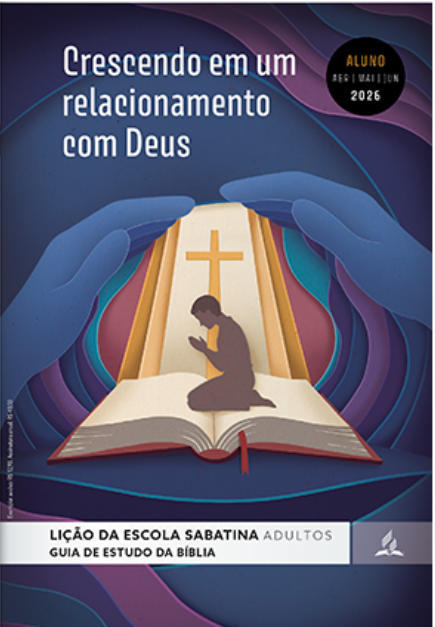 Crescendo em um
relacionamento
com Deus
ALUNO
ABR | MAI | JUN
2026
LIÇÃO DA ESCOLA SABATINA ADULTOS
GUIA DE ESTUDO DA BÍBLIA